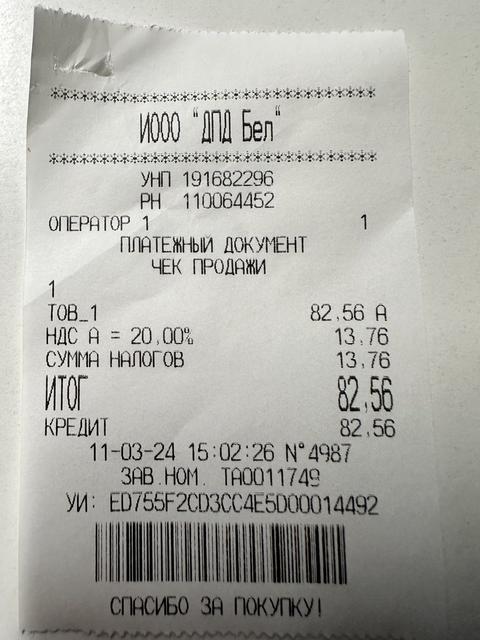 ********************************
ИООО "ДПД Бел"
********************************
УНП 191682296
РН 110064452
ОПЕРАТОР 1 1
ПЛАТЕЖНЫЙ ДОКУМЕНТ
ЧЕК ПРОДАЖИ
1
ТОВ_1 82,56 А
НДС А = 20,00% 13,76
СУММА НАЛОГОВ 13,76
ИТОГ 82,56
КРЕДИТ 82,56
11-03-24 15:02:26 N°4987
ЗАВ.НОМ. ТА0011749
УИ: ED755F2CD3CC4E5D00014492
СПАСИБО ЗА ПОКУПКУ!